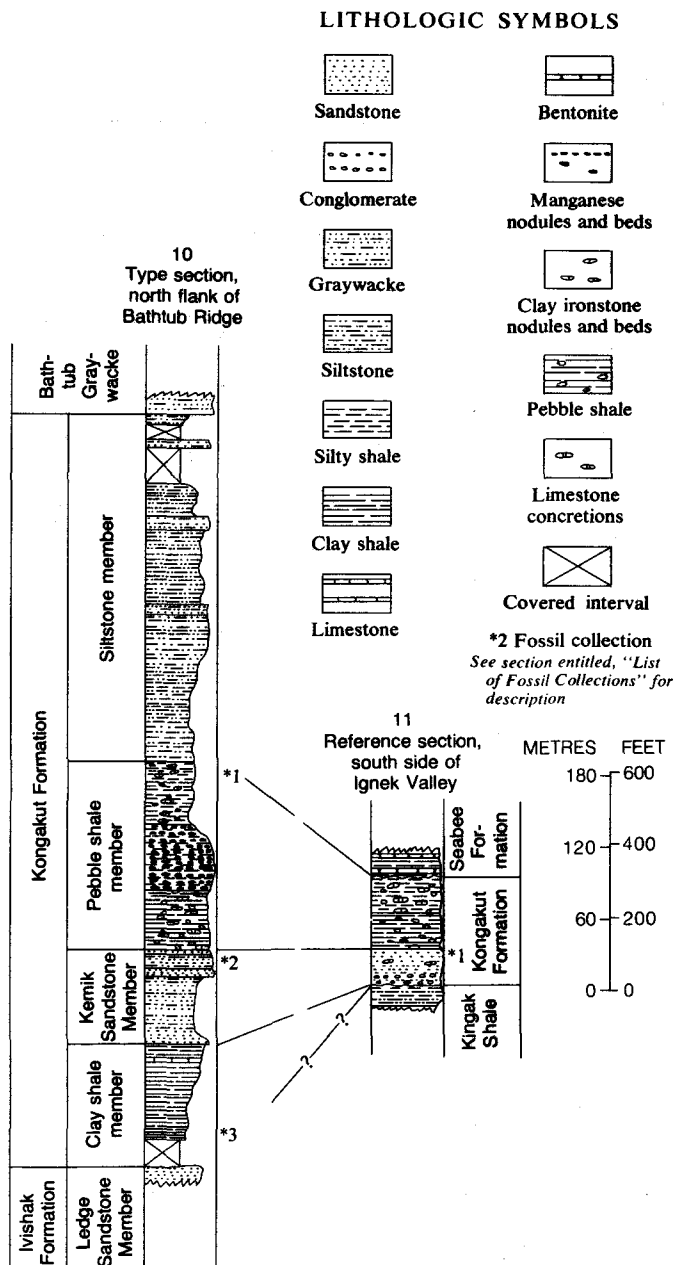 LITHOLOGIC SYMBOLS
Sandstone
Conglomerate
Graywacke
Siltstone
Silty shale
Clay shale
Limestone
Bentonite
Manganese
nodules and beds
Clay ironstone
nodules and beds
Pebble shale
Limestone
concretions
Covered interval
*2 Fossil collection
See section entitled, "List
of Fossil Collections" for
description
10
Type section,
north flank of
Bathtub Ridge
Bath-
tub
Gray-
wacke
Kongakut Formation
Siltstone member
Pebble shale
member
Kemik
Sandstone
Member
Clay shale
member
Ivishak
Formation
Ledge
Sandstone
Member
*1
*2
*3
11
Reference section,
south side of
Ignek Valley
Seabee
For-
mation
Kongakut
Formation
Kingak
Shale
*1
?
?
METRES FEET
180 600
120 400
60 200
0 0